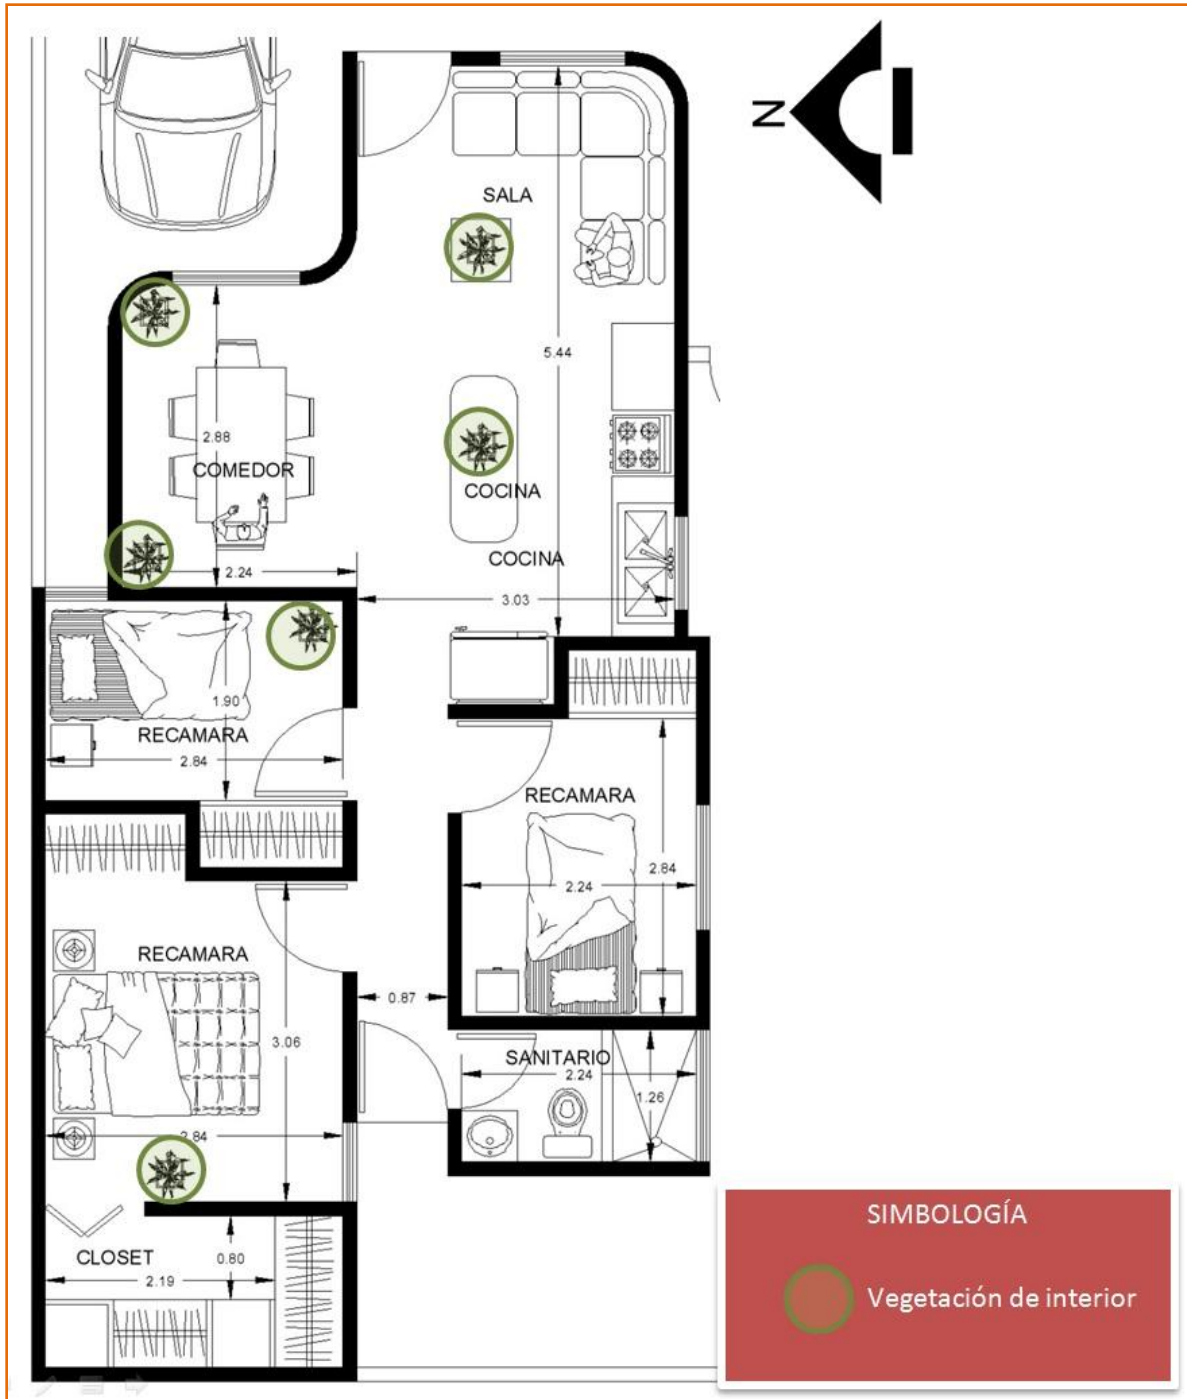 N
SALA
5.44
2.88
COMEDOR
COCINA
COCINA
2.24
3.03
1.90
RECAMARA
2.84
RECAMARA
2.84
2.24
RECAMARA
0.87
3.06
SANITARIO
2.24
1.26
2.84
CLOSET
0.80
2.19
SIMBOLOGÍA
Vegetación de interior